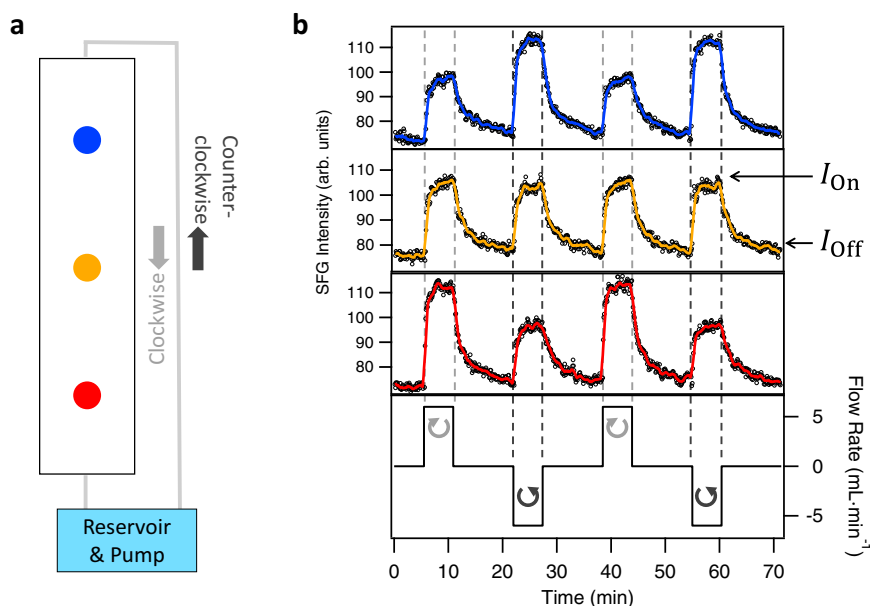 a
Counter-
clockwise
Clockwise
Reservoir
& Pump
b
SFG Intensity (arb. units)
110
100
90
80
110
100
90
80
I_On
I_Off
110
100
90
80
Flow Rate (mL·min⁻¹)
5
0
-5
0
10
20
30
40
50
60
70
Time (min)